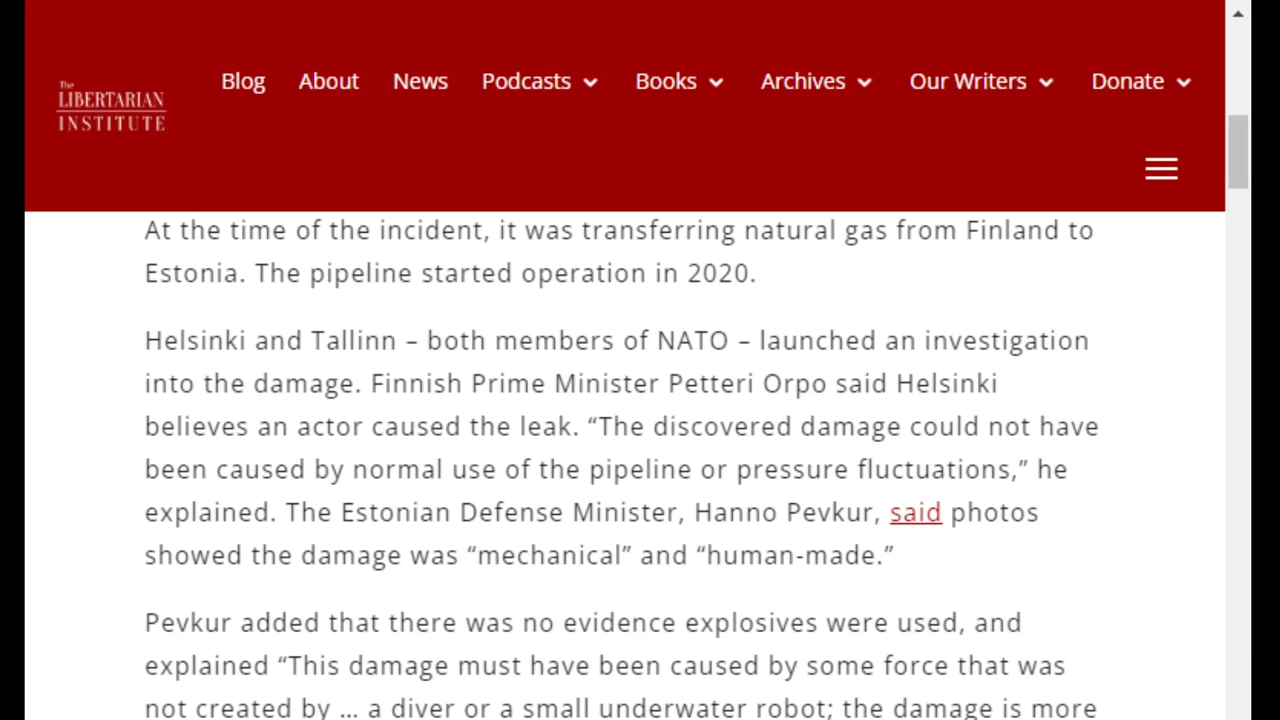 The
LIBERTARIAN
INSTITUTE
Blog About News Podcasts Books Archives Our Writers Donate
At the time of the incident, it was transferring natural gas from Finland to
Estonia. The pipeline started operation in 2020.
Helsinki and Tallinn – both members of NATO – launched an investigation
into the damage. Finnish Prime Minister Petteri Orpo said Helsinki
believes an actor caused the leak. “The discovered damage could not have
been caused by normal use of the pipeline or pressure fluctuations,” he
explained. The Estonian Defense Minister, Hanno Pevkur, said photos
showed the damage was “mechanical” and “human-made.”
Pevkur added that there was no evidence explosives were used, and
explained “This damage must have been caused by some force that was
not created by … a diver or a small underwater robot; the damage is more